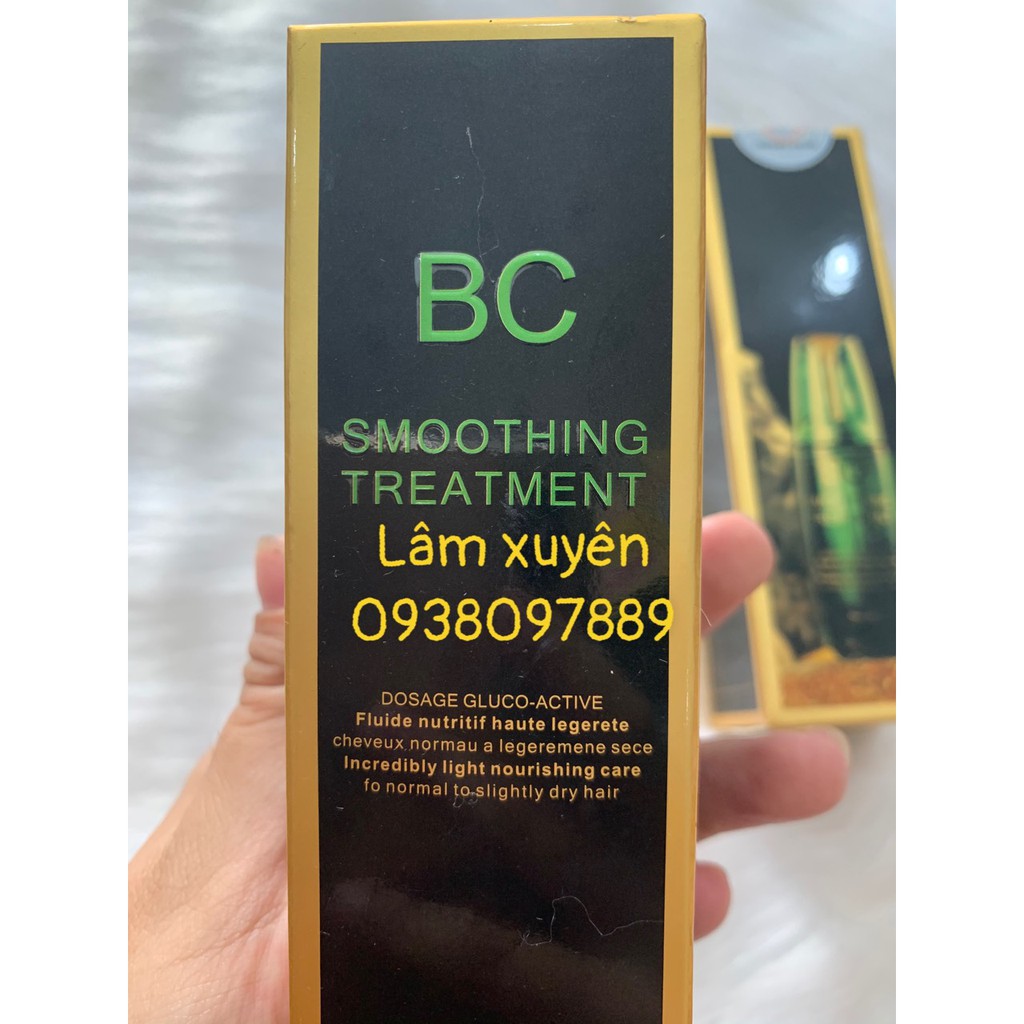 BC
SMOOTHING
TREATMENT
Lâm xuyên
0938097889
DOSAGE GLUCO-ACTIVE
Fluide nutritif haute legerete
cheveux normau a legeremene sece
Incredibly light nourishing care
fo normal to slightly dry hair